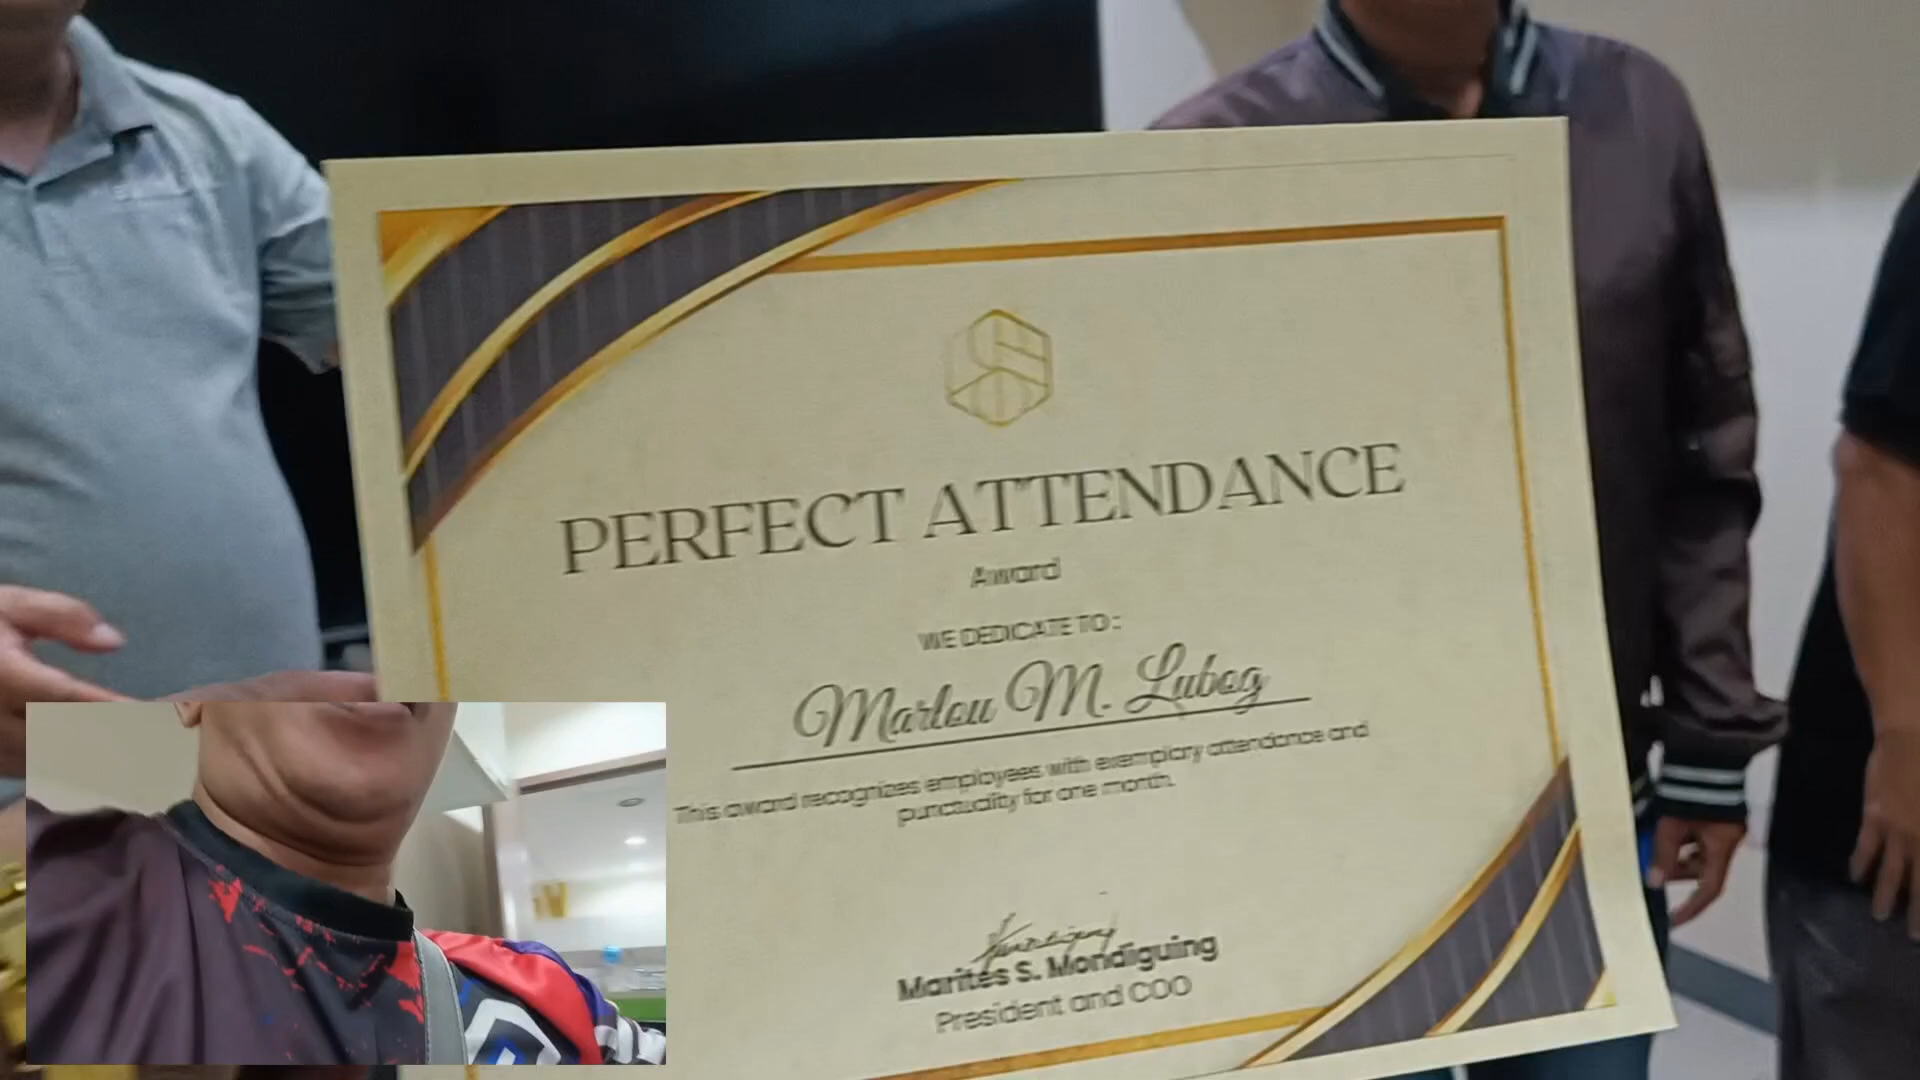 PERFECT ATTENDANCE
Award
WE DEDICATE TO :
Marlou M. Lubog
This award recognizes employees with exemplary attendance and
punctuality for one month.
Marites S. Mondiguing
President and COO